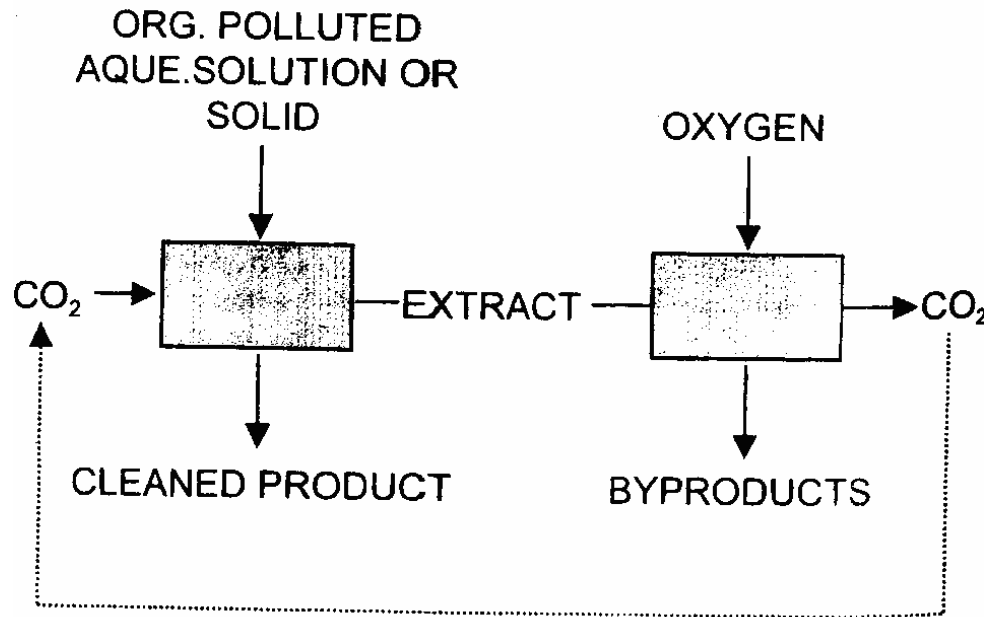 ORG. POLLUTED
AQUE.SOLUTION OR
SOLID
OXYGEN
CO₂
EXTRACT
CO₂
CLEANED PRODUCT
BYPRODUCTS